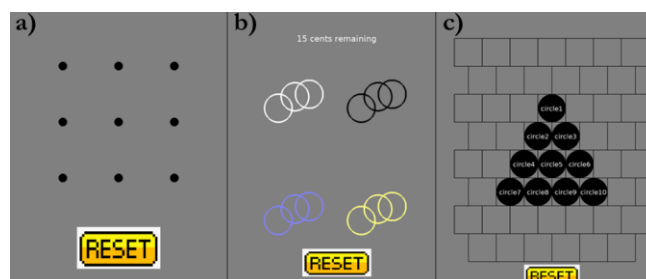 a)
b)
c)
15 cents remaining
circle1
circle2 circle3
circle4 circle5 circle6
circle7 circle8 circle9 circle10
RESET
RESET
RESET